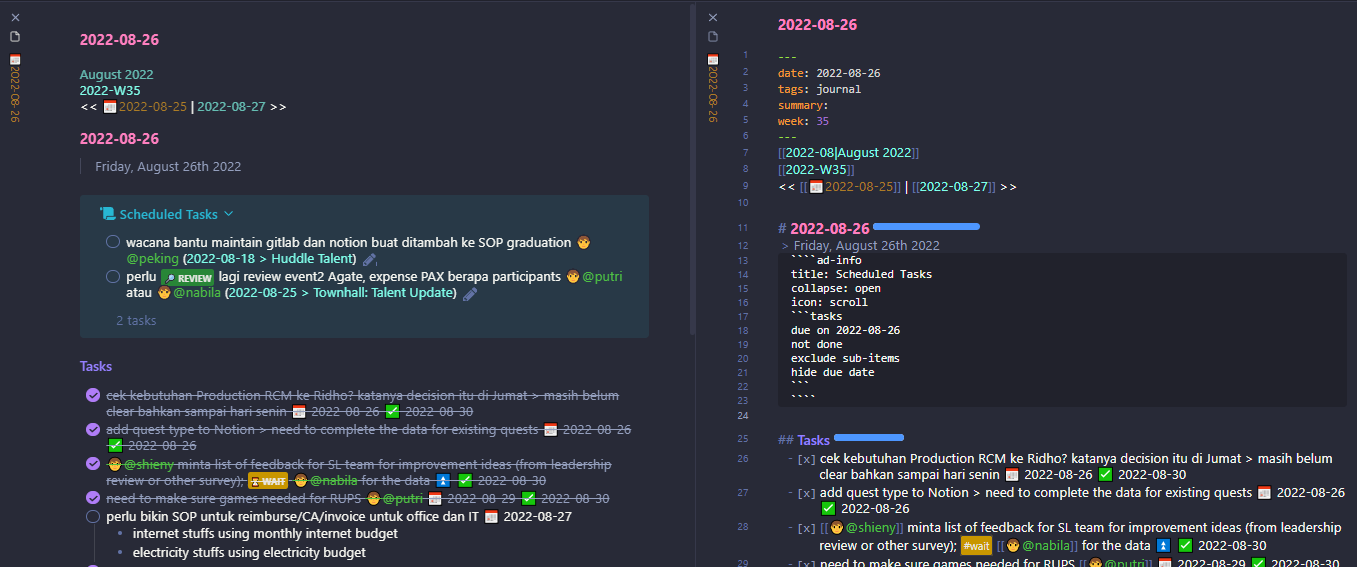 2022-08-26
2022-08-26
August 2022
2022-W35
<< 📅 2022-08-25 | 2022-08-27 >>
2022-08-26
Friday, August 26th 2022
Scheduled Tasks
wacana bantu maintain gitlab dan notion buat ditambah ke SOP graduation 🧑
@peking (2022-08-18 > Huddle Talent)
perlu 🔎 REVIEW lagi review event2 Agate, expense PAX berapa participants 🧑@putri
atau 🧑@nabila (2022-08-25 > Townhall: Talent Update)
2 tasks
Tasks
cek kebutuhan Production RCM ke Ridho? katanya decision itu di Jumat > masih belum
clear bahkan sampai hari senin 📅 2022-08-26 ✅ 2022-08-30
add quest type to Notion > need to complete the data for existing quests 📅 2022-08-26
✅ 2022-08-26
🧑@shieny minta list of feedback for SL team for improvement ideas (from leadership
review or other survey); ⏳ WAIT 🧑@nabila for the data ⏫ ✅ 2022-08-30
need to make sure games needed for RUPS 🧑@putri 📅 2022-08-29 ✅ 2022-08-30
perlu bikin SOP untuk reimburse/CA/invoice untuk office dan IT 📅 2022-08-27
internet stuffs using monthly internet budget
electricity stuffs using electricity budget
2022-08-26
2022-08-26
1 ---
2 date: 2022-08-26
3 tags: journal
4 summary:
5 week: 35
6 ---
7 [[2022-08|August 2022]]
8 [[2022-W35]]
9 << [[📅 2022-08-25]] | [[2022-08-27]] >>
10
11 # 2022-08-26
12 > Friday, August 26th 2022
13 ````ad-info
14 title: Scheduled Tasks
15 collapse: open
16 icon: scroll
17 ```tasks
18 due on 2022-08-26
19 not done
20 exclude sub-items
21 hide due date
22 ```
23 ````
24
25 ## Tasks
26 - [x] cek kebutuhan Production RCM ke Ridho? katanya decision itu di Jumat > masih belum
clear bahkan sampai hari senin 📅 2022-08-26 ✅ 2022-08-30
27 - [x] add quest type to Notion > need to complete the data for existing quests 📅 2022-08-26
✅ 2022-08-26
28 - [x] [[🧑@shieny]] minta list of feedback for SL team for improvement ideas (from leadership
review or other survey); #wait [[🧑@nabila]] for the data ⏫ ✅ 2022-08-30
29 - [x] need to make sure games needed for RUPS [[🧑@putri]] 📅 2022-08-29 ✅ 2022-08-30